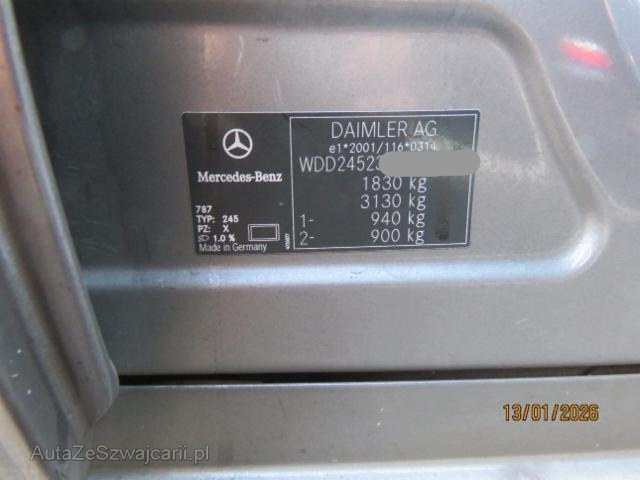 DAIMLER AG
e1*2001/116*0314
WDD24523
1830 kg
3130 kg
1- 940 kg
2- 900 kg
Mercedes-Benz
787
TYP: 245
PZ: X
1.0 %
Made in Germany
13/01/2026
AutaZeSzwajcarii.pl